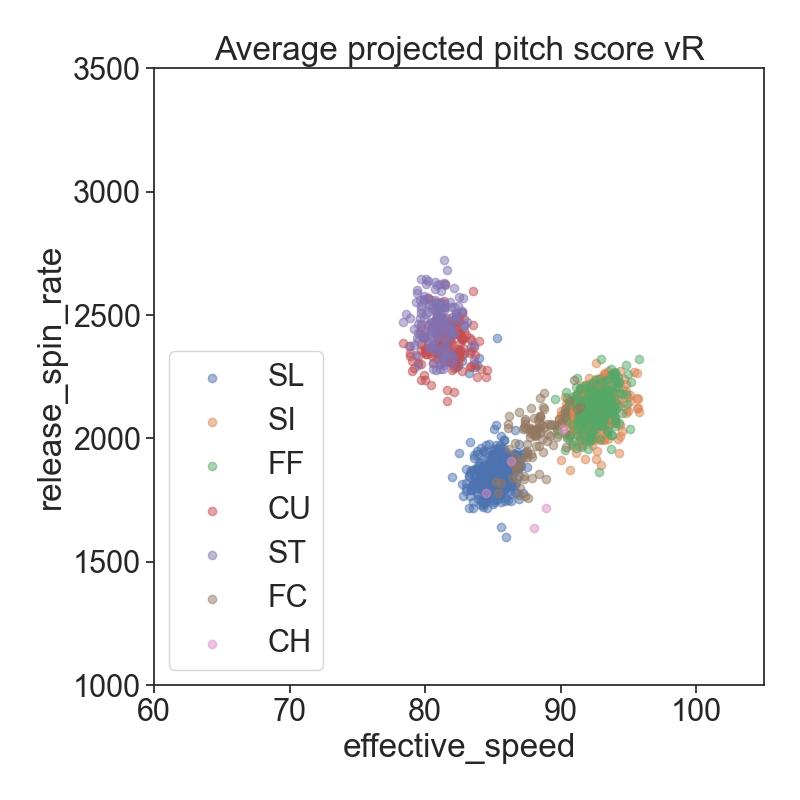 Average projected pitch score vR
3500
3000
2500
2000
1500
1000
release_spin_rate
SL
SI
FF
CU
ST
FC
CH
60
70
80
90
100
effective_speed